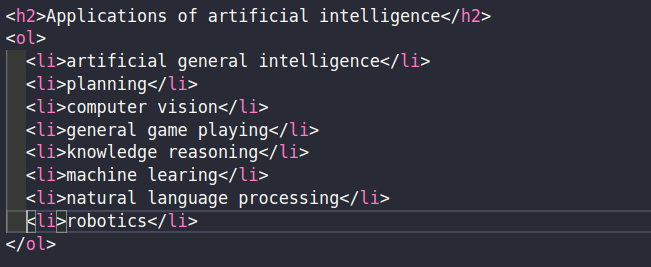 <h2>Applications of artificial intelligence</h2>
<ol>
<li>artificial general intelligence</li>
<li>planning</li>
<li>computer vision</li>
<li>general game playing</li>
<li>knowledge reasoning</li>
<li>machine learing</li>
<li>natural language processing</li>
<li>robotics</li>
</ol>